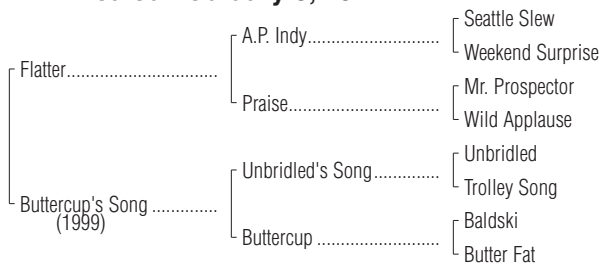 Seattle Slew
A.P. Indy
Weekend Surprise
Flatter
Mr. Prospector
Praise
Wild Applause
Unbridled
Unbridled's Song
Trolley Song
Buttercup's Song
(1999)
Baldski
Buttercup
Butter Fat